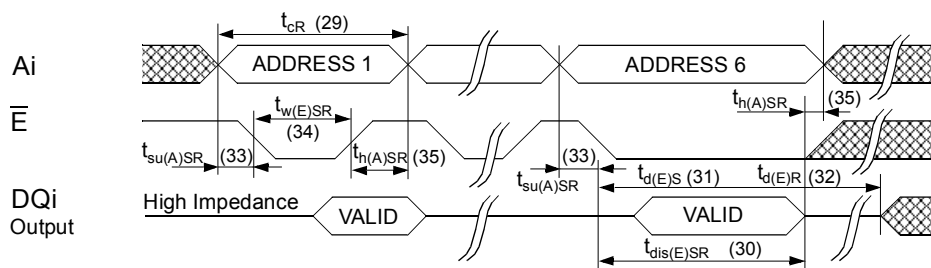 tcR (29)
Ai
ADDRESS 1
ADDRESS 6
th(A)SR (35)
E
tw(E)SR
(34)
tsu(A)SR (33)
th(A)SR (35)
(33)
tsu(A)SR
td(E)S (31)
td(E)R (32)
DQi
Output
High Impedance
VALID
VALID
tdis(E)SR (30)